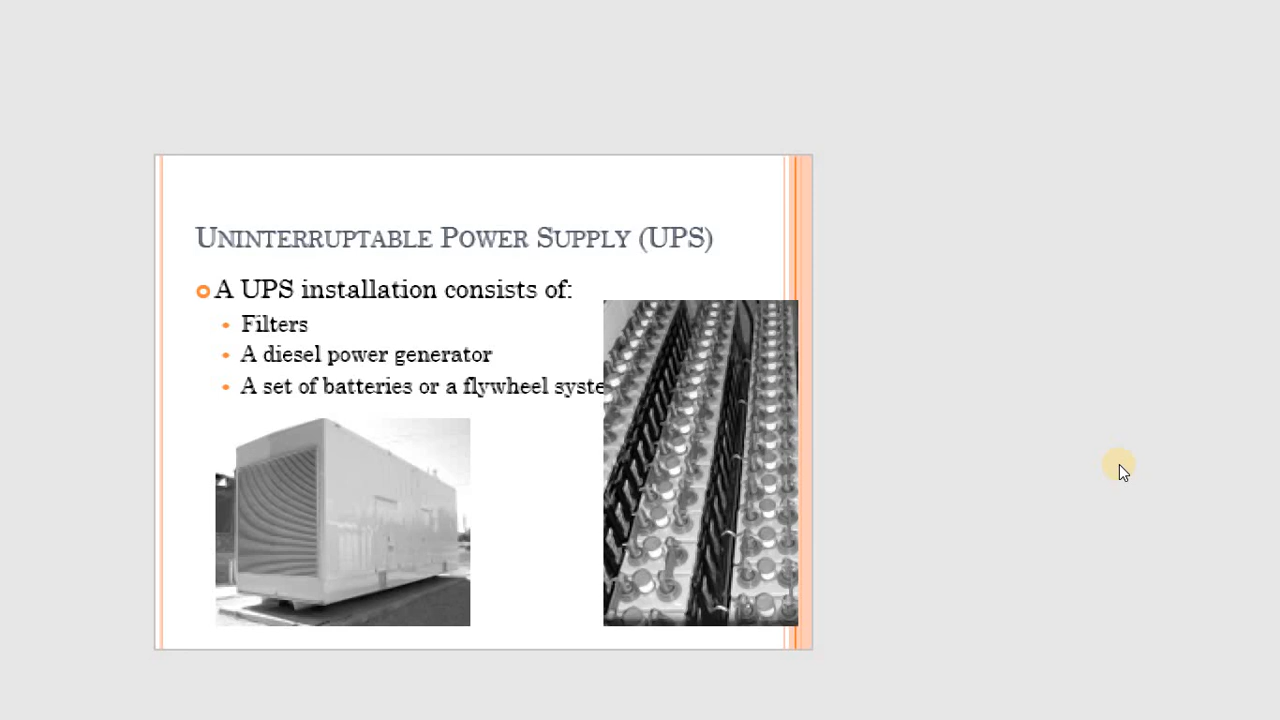 UNINTERRUPTABLE POWER SUPPLY (UPS)
A UPS installation consists of:
Filters
A diesel power generator
A set of batteries or a flywheel syste